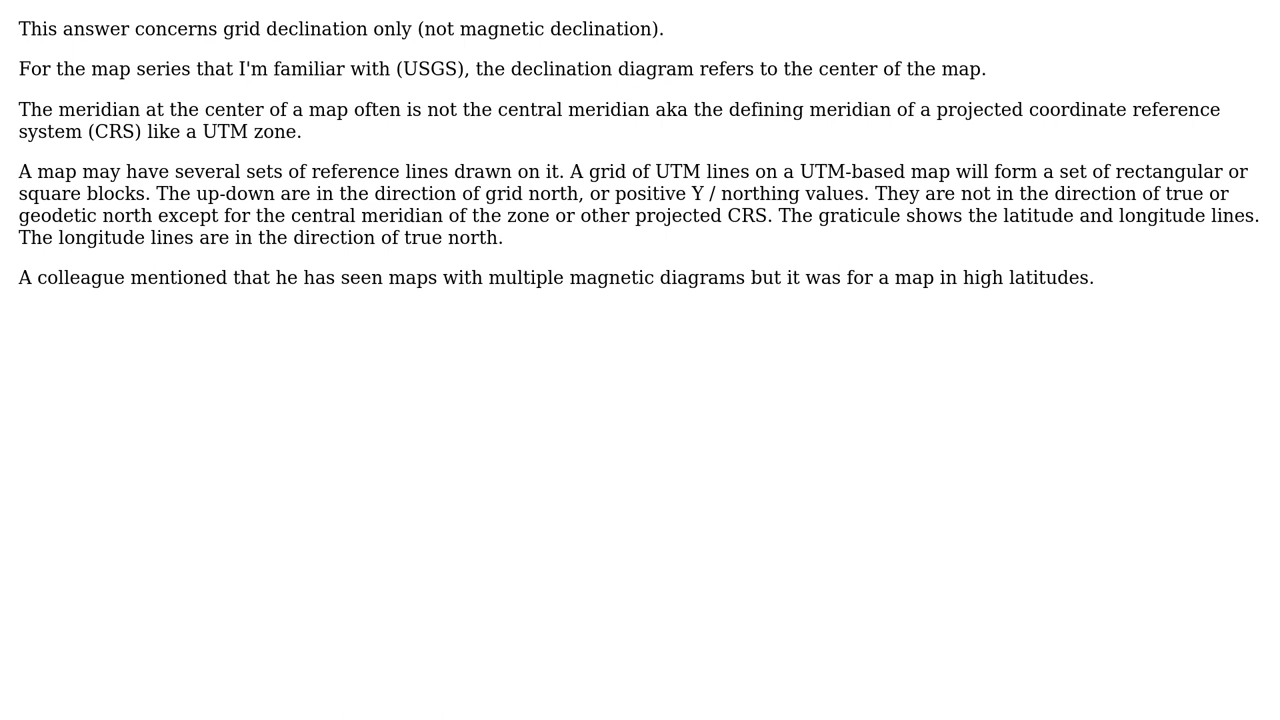 This answer concerns grid declination only (not magnetic declination).
For the map series that I'm familiar with (USGS), the declination diagram refers to the center of the map.
The meridian at the center of a map often is not the central meridian aka the defining meridian of a projected coordinate reference
system (CRS) like a UTM zone.
A map may have several sets of reference lines drawn on it. A grid of UTM lines on a UTM-based map will form a set of rectangular or
square blocks. The up-down are in the direction of grid north, or positive Y / northing values. They are not in the direction of true or
geodetic north except for the central meridian of the zone or other projected CRS. The graticule shows the latitude and longitude lines.
The longitude lines are in the direction of true north.
A colleague mentioned that he has seen maps with multiple magnetic diagrams but it was for a map in high latitudes.